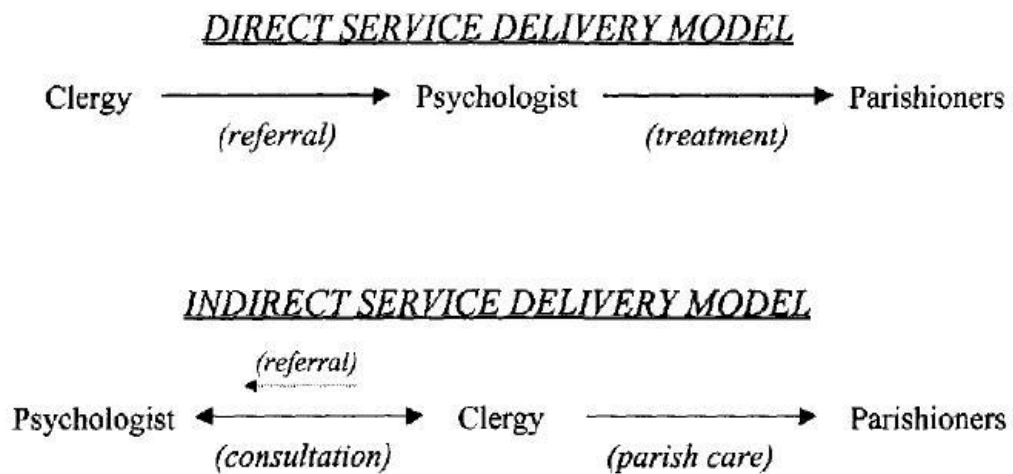 DIRECT SERVICE DELIVERY MODEL
Clergy Psychologist Parishioners
(referral) (treatment)
INDIRECT SERVICE DELIVERY MODEL
(referral)
Psychologist Clergy Parishioners
(consultation) (parish care)